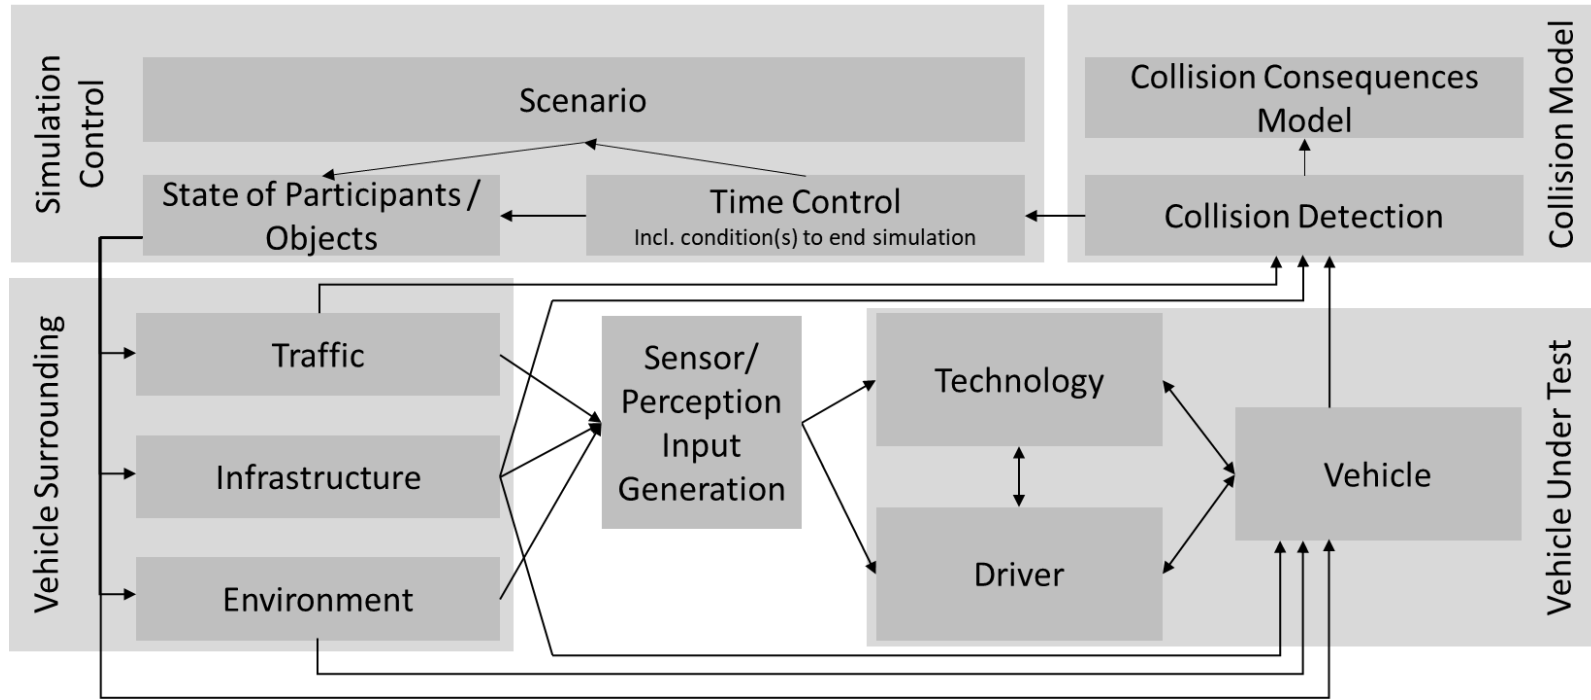 Simulation
Control
Scenario
State of Participants /
Objects
Time Control
Incl. condition(s) to end simulation
Collision Model
Collision Consequences
Model
Collision Detection
Vehicle Surrounding
Traffic
Infrastructure
Environment
Sensor/
Perception
Input
Generation
Vehicle Under Test
Technology
Driver
Vehicle